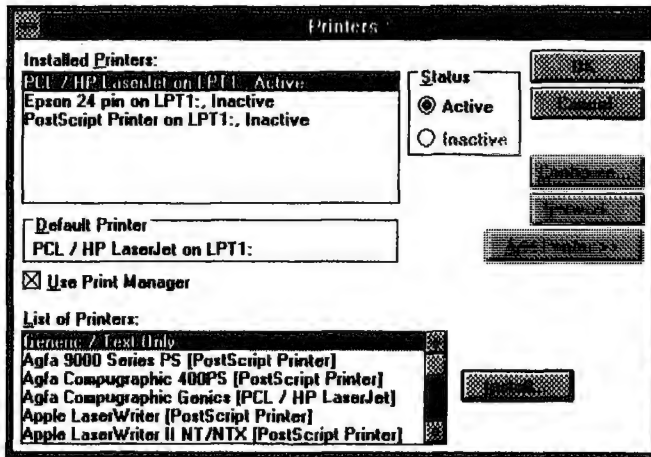 Printers
Installed Printers:
PCL / HP LaserJet on LPT1:, Active
Epson 24 pin on LPT1:, Inactive
PostScript Printer on LPT1:, Inactive
Status
Active
Inactive
OK
Cancel
Configure...
Default Printer
PCL / HP LaserJet on LPT1:
Add Printer >>
Use Print Manager
List of Printers:
Generic / Text Only
Agfa 9000 Series PS [PostScript Printer]
Agfa Compugraphic 400PS [PostScript Printer]
Agfa Compugraphic Genics [PCL / HP LaserJet]
Apple LaserWriter [PostScript Printer]
Apple LaserWriter II NT/NTX [PostScript Printer]
Install...